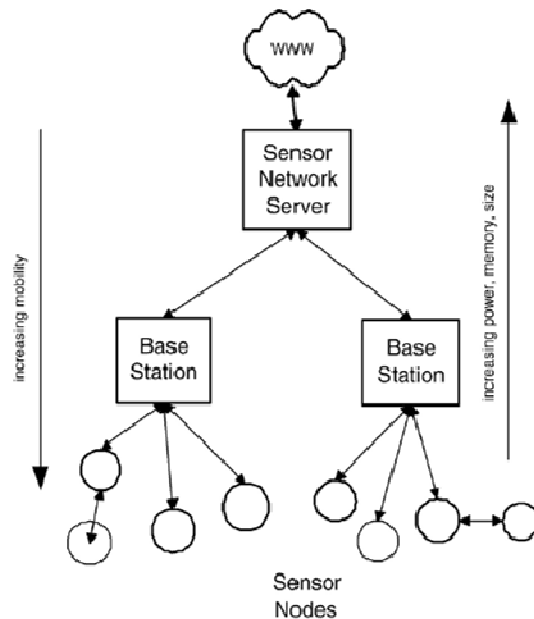 www
Sensor
Network
Server
increasing mobility
increasing power, memory, size
Base
Station
Base
Station
Sensor
Nodes